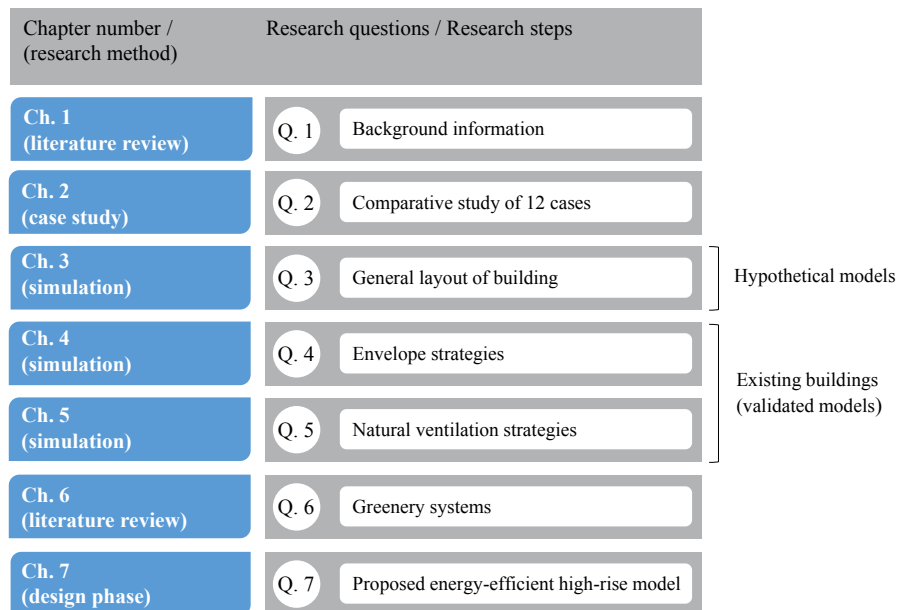 Chapter number /
(research method)
Research questions / Research steps
Ch. 1
(literature review)
Q. 1
Background information
Ch. 2
(case study)
Q. 2
Comparative study of 12 cases
Ch. 3
(simulation)
Q. 3
General layout of building
Hypothetical models
Ch. 4
(simulation)
Q. 4
Envelope strategies
Existing buildings
(validated models)
Ch. 5
(simulation)
Q. 5
Natural ventilation strategies
Ch. 6
(literature review)
Q. 6
Greenery systems
Ch. 7
(design phase)
Q. 7
Proposed energy-efficient high-rise model